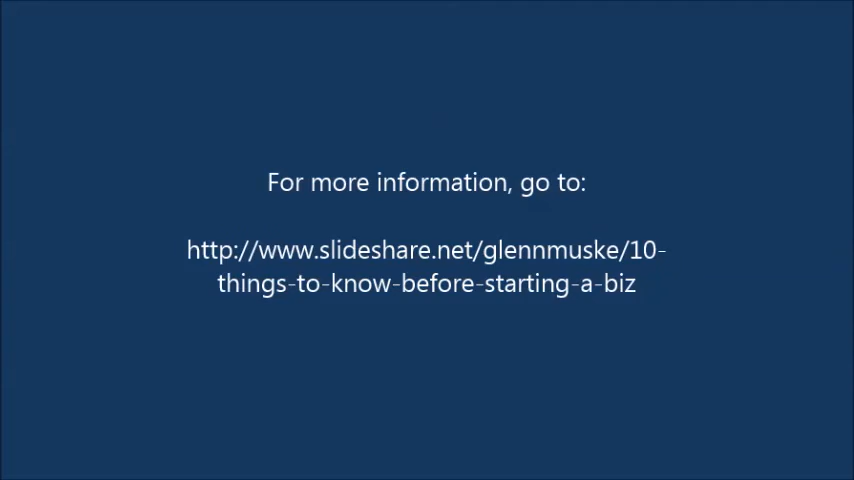 For more information, go to:
http://www.slideshare.net/glennmuske/10-
things-to-know-before-starting-a-biz